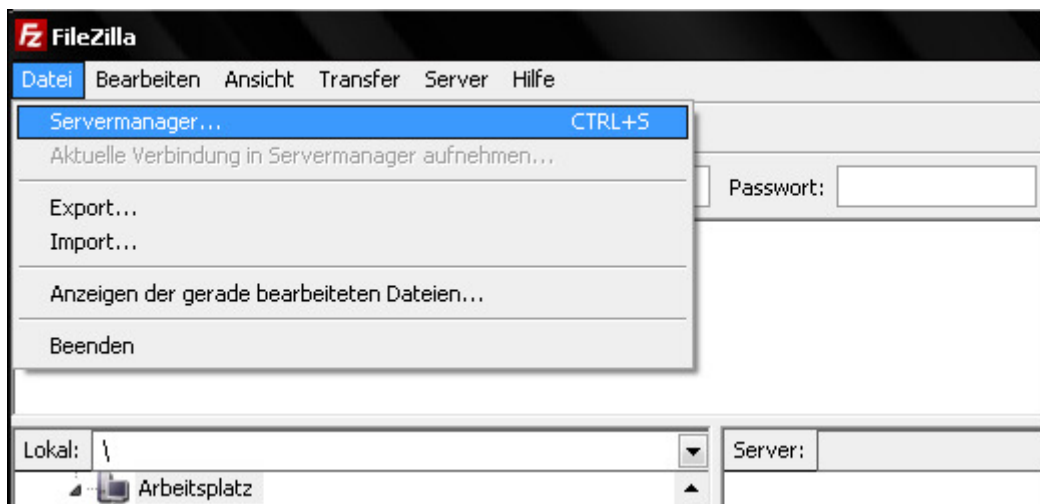 FileZilla
Datei Bearbeiten Ansicht Transfer Server Hilfe
Servermanager... CTRL+S
Aktuelle Verbindung in Servermanager aufnehmen...
Passwort:
Export...
Import...
Anzeigen der gerade bearbeiteten Dateien...
Beenden
Lokal: \ Server:
Arbeitsplatz